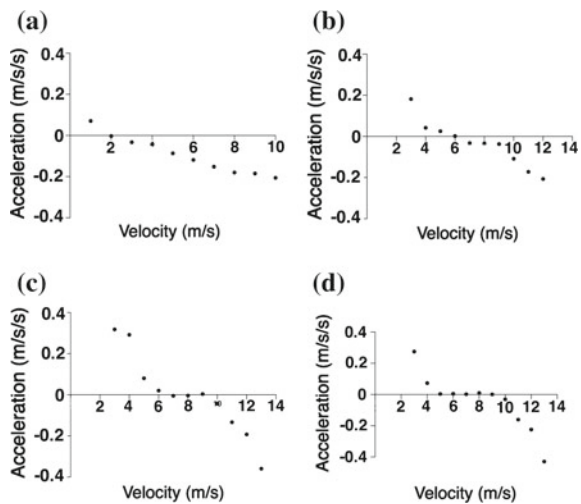 (a)
Acceleration (m/s/s)
0.4
0.2
0
-0.2
-0.4
2 4 6 8 10
Velocity (m/s)
(b)
Acceleration (m/s/s)
0.4
0.2
0
-0.2
-0.4
2 4 6 8 10 12 14
Velocity (m/s)
(c)
Acceleration (m/s/s)
0.4
0.2
0
-0.2
-0.4
2 4 6 8 10 12 14
Velocity (m/s)
(d)
Acceleration (m/s/s)
0.4
0.2
0
-0.2
-0.4
2 4 6 8 10 12 14
Velocity (m/s)